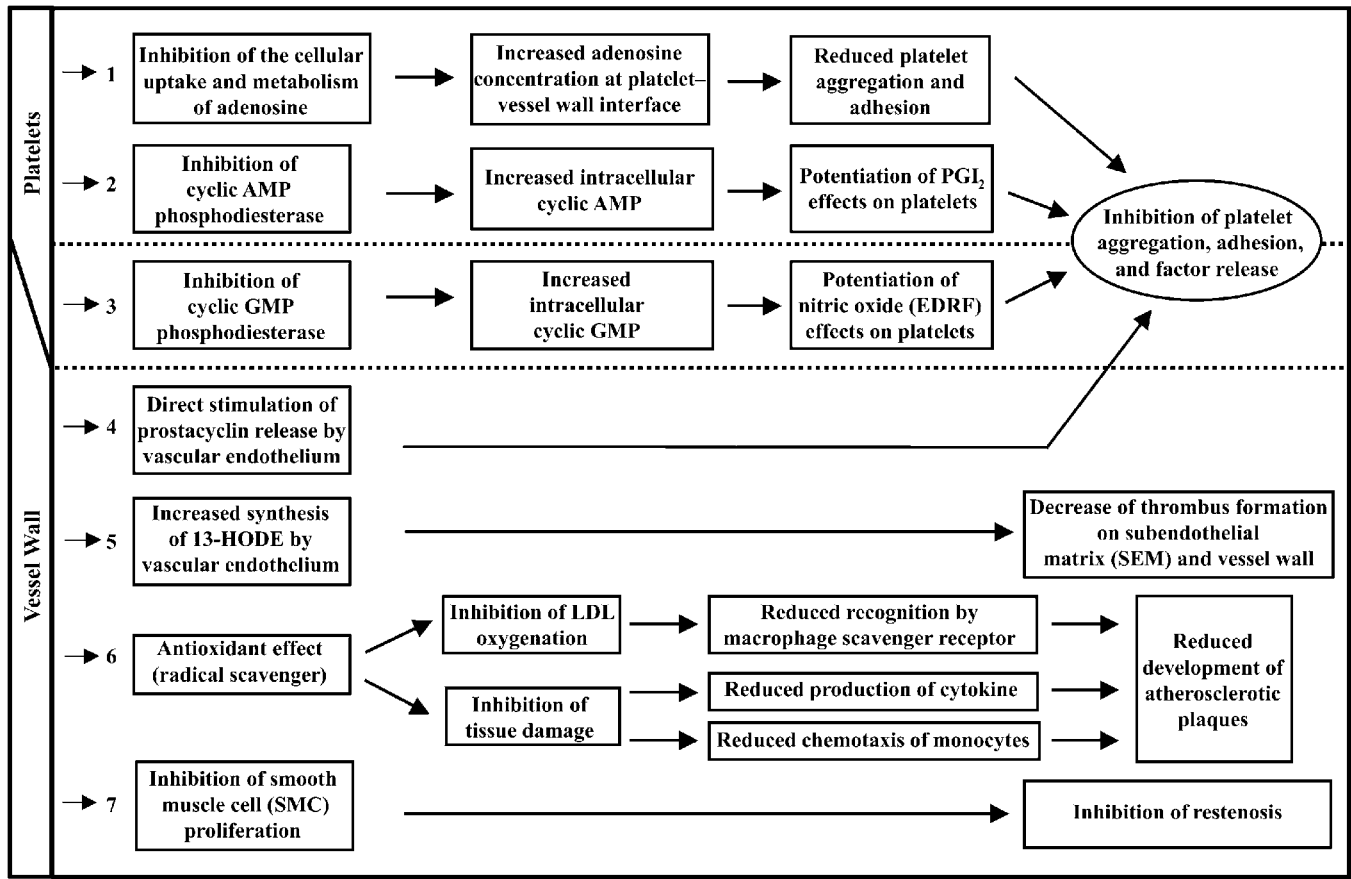 Platelets
Vessel Wall
1
Inhibition of the cellular
uptake and metabolism
of adenosine
Increased adenosine
concentration at platelet–
vessel wall interface
Reduced platelet
aggregation and
adhesion
2
Inhibition of
cyclic AMP
phosphodiesterase
Increased intracellular
cyclic AMP
Potentiation of PGI₂
effects on platelets
Inhibition of platelet
aggregation, adhesion,
and factor release
3
Inhibition of
cyclic GMP
phosphodiesterase
Increased
intracellular
cyclic GMP
Potentiation of
nitric oxide (EDRF)
effects on platelets
4
Direct stimulation of
prostacyclin release by
vascular endothelium
5
Increased synthesis
of 13-HODE by
vascular endothelium
Decrease of thrombus formation
on subendothelial
matrix (SEM) and vessel wall
6
Antioxidant effect
(radical scavenger)
Inhibition of LDL
oxygenation
Reduced recognition by
macrophage scavenger receptor
Inhibition of
tissue damage
Reduced production of cytokine
Reduced chemotaxis of monocytes
Reduced
development of
atherosclerotic
plaques
7
Inhibition of smooth
muscle cell (SMC)
proliferation
Inhibition of restenosis